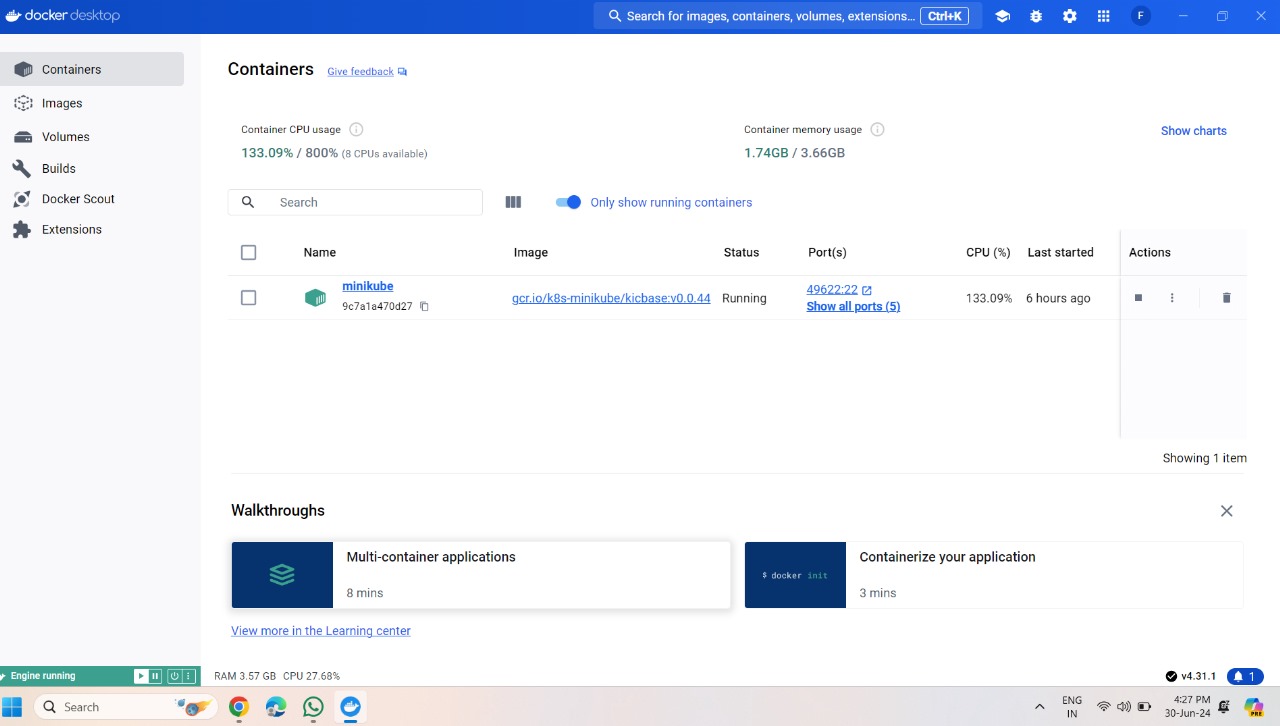 docker desktop
Search for images, containers, volumes, extensions... Ctrl+K
F
Containers
Images
Volumes
Builds
Docker Scout
Extensions
Containers Give feedback
Container CPU usage
133.09% / 800% (8 CPUs available)
Container memory usage
1.74GB / 3.66GB
Show charts
Search
Only show running containers
Name Image Status Port(s) CPU (%) Last started Actions
minikube
9c7a1a470d27
gcr.io/k8s-minikube/kicbase:v0.0.44 Running
49622:22
Show all ports (5)
133.09% 6 hours ago
Showing 1 item
Walkthroughs
Multi-container applications
8 mins
$ docker init
Containerize your application
3 mins
View more in the Learning center
Engine running
RAM 3.57 GB CPU 27.68%
v4.31.1
1
Search
ENG
IN
4:27 PM
30-Jun-24
PRE